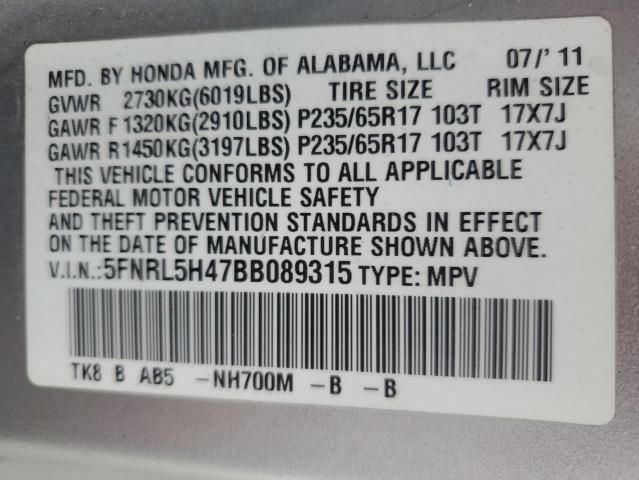 MFD. BY HONDA MFG. OF ALABAMA, LLC 07/'11
GVWR 2730KG(6019LBS) TIRE SIZE RIM SIZE
GAWR F1320KG(2910LBS) P235/65R17 103T 17X7J
GAWR R1450KG(3197LBS) P235/65R17 103T 17X7J
THIS VEHICLE CONFORMS TO ALL APPLICABLE
FEDERAL MOTOR VEHICLE SAFETY
AND THEFT PREVENTION STANDARDS IN EFFECT
ON THE DATE OF MANUFACTURE SHOWN ABOVE.
V.I.N.:5FNRL5H47BB089315 TYPE: MPV
TK8 B AB5 -NH700M -B -B